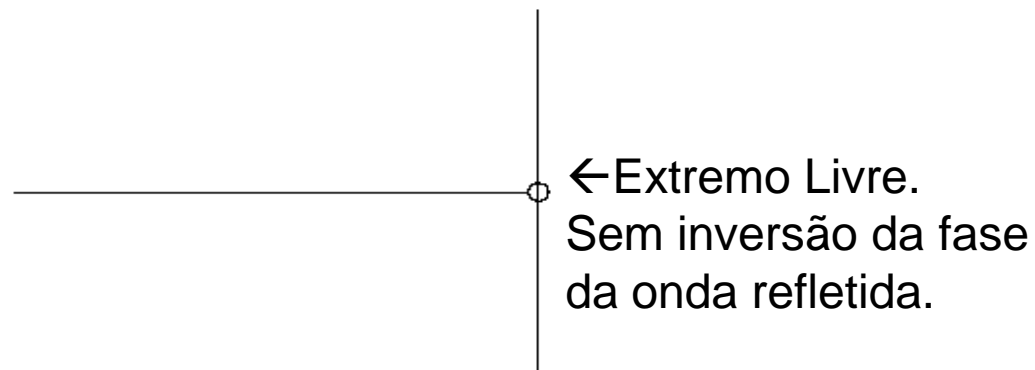 ←Extremo Livre.
Sem inversão da fase
da onda refletida.